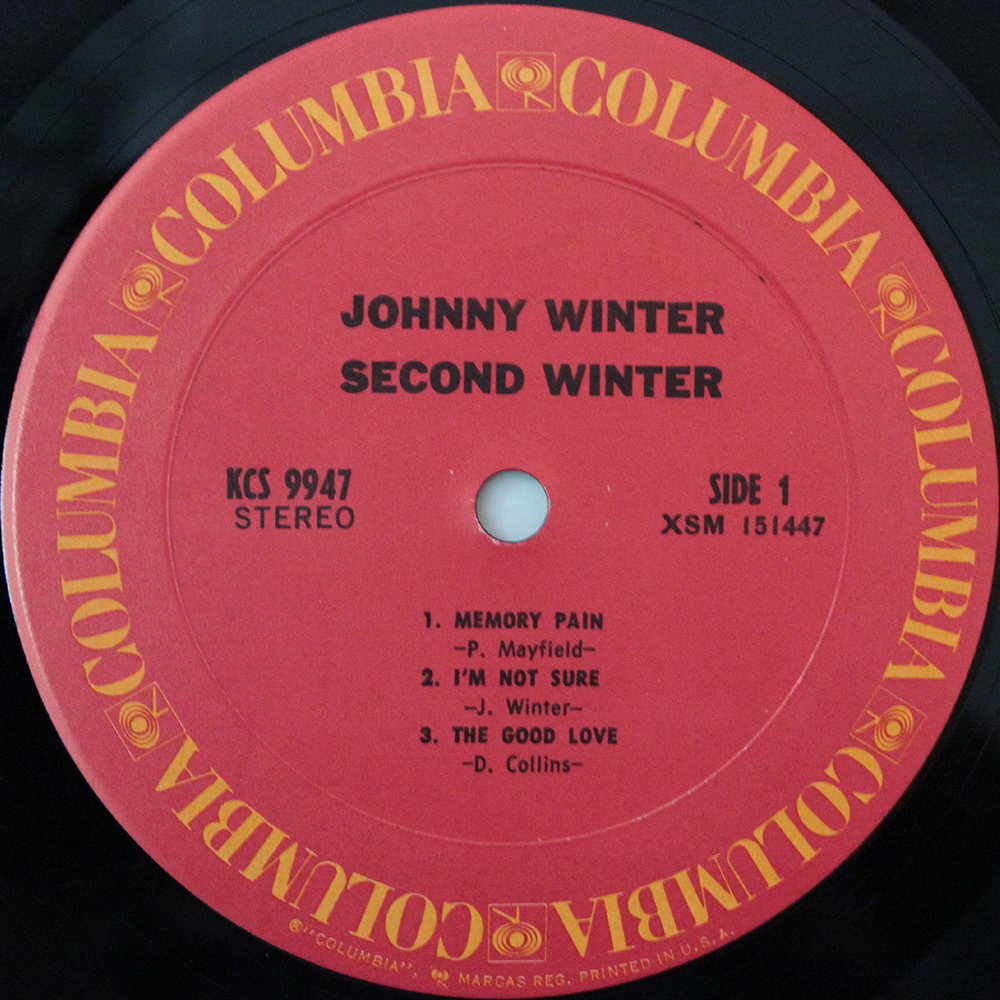 COLUMBIA COLUMBIA COLUMBIA COLUMBIA COLUMBIA COLUMBIA
JOHNNY WINTER
SECOND WINTER
KCS 9947
STEREO
SIDE 1
XSM 151447
1. MEMORY PAIN
–P. Mayfield–
2. I'M NOT SURE
–J. Winter–
3. THE GOOD LOVE
–D. Collins–
®"COLUMBIA", MARCAS REG. PRINTED IN U.S.A.